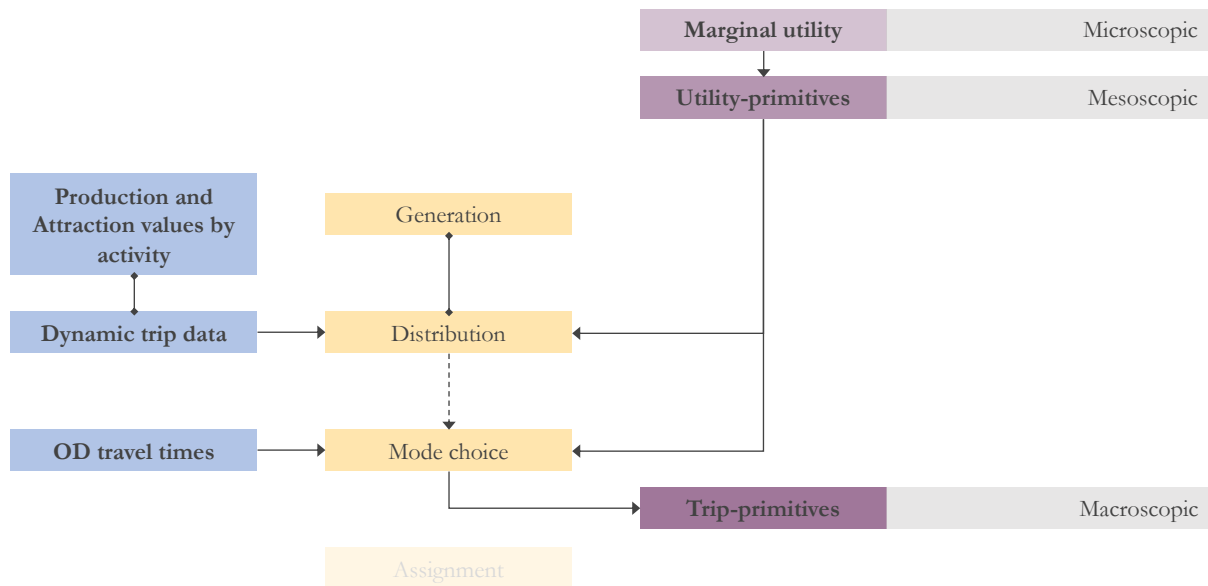 Marginal utility
Microscopic
Utility-primitives
Mesoscopic
Production and
Attraction values by
activity
Generation
Dynamic trip data
Distribution
OD travel times
Mode choice
Trip-primitives
Macroscopic
Assignment